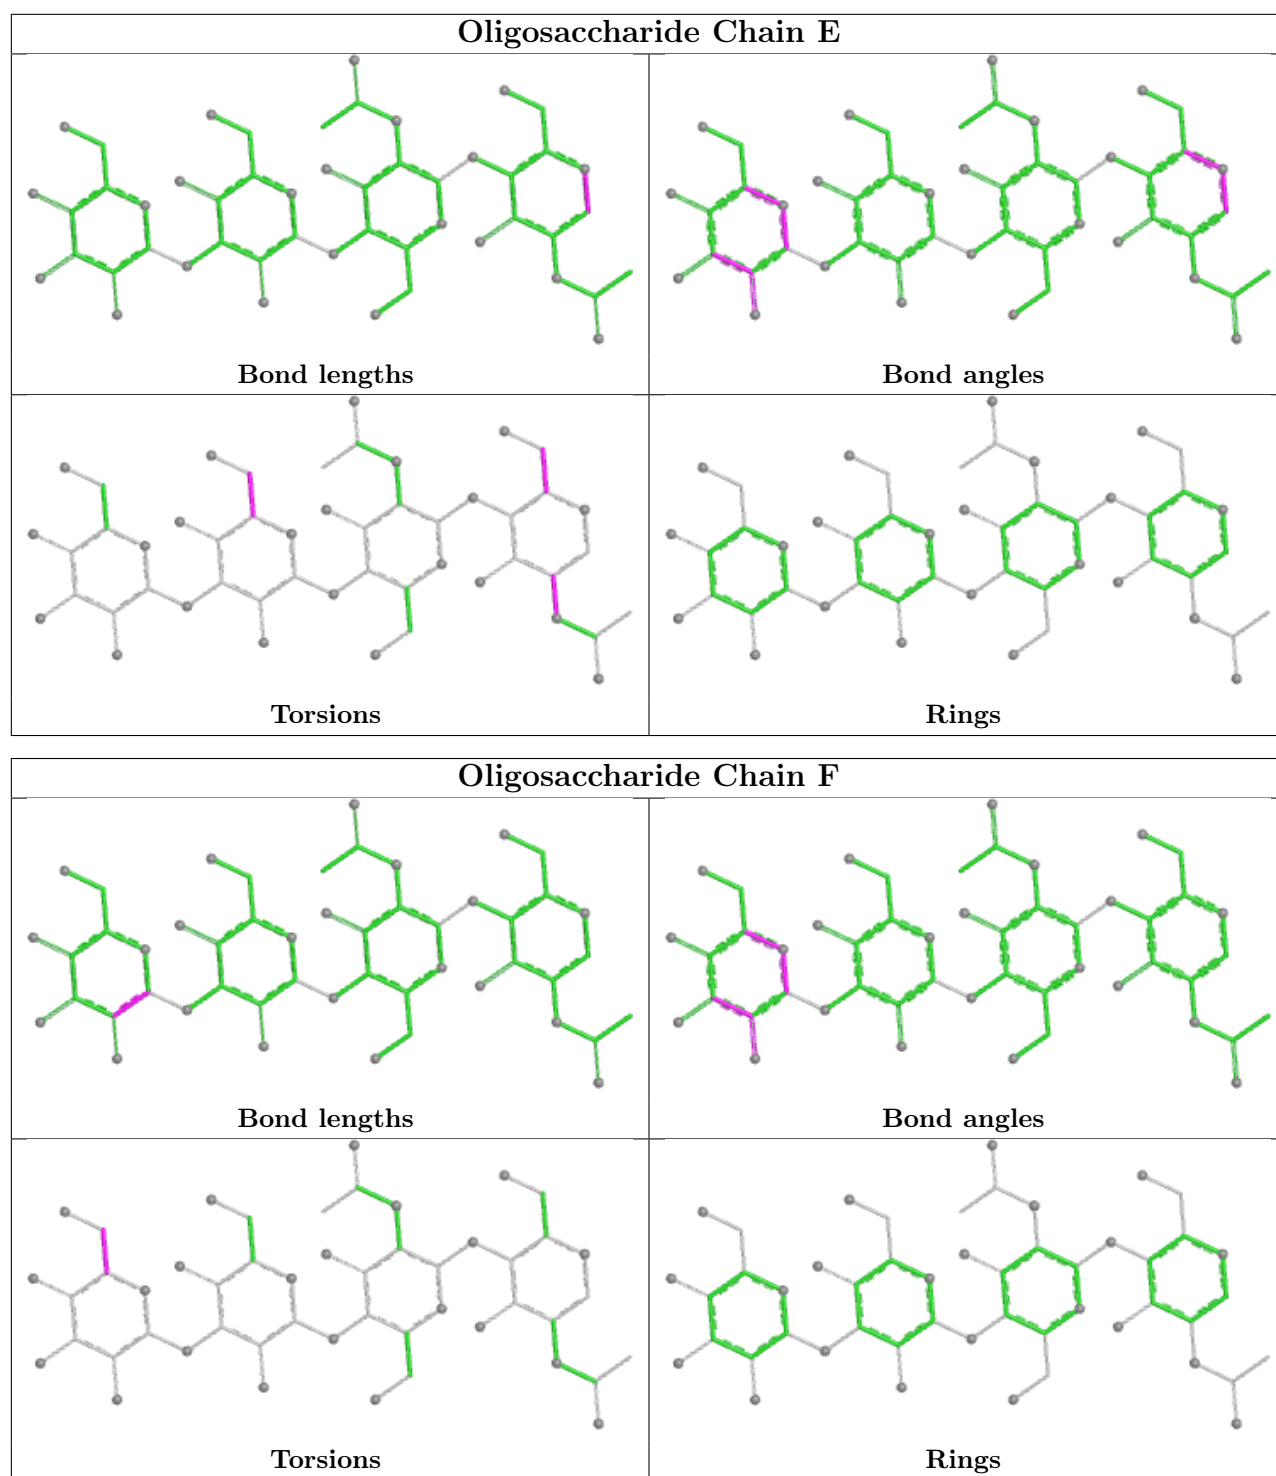 Oligosaccharide Chain E
Bond lengths
Bond angles
Torsions
Rings
Oligosaccharide Chain F
Bond lengths
Bond angles
Torsions
Rings